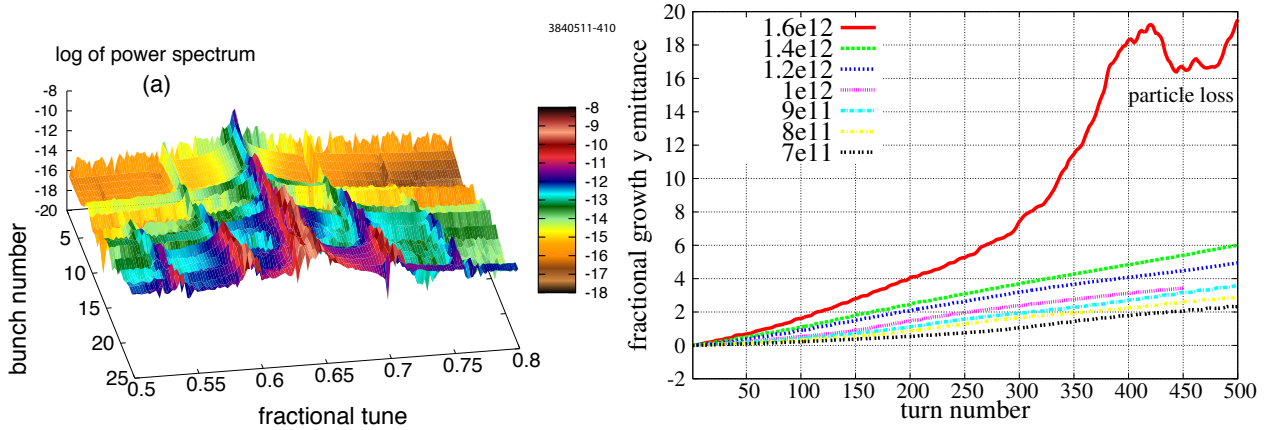 3840511-410
log of power spectrum
(a)
-8
-10
-12
-14
-16
-18
-20
5
10
15
20
25
bunch number
0.5
0.55
0.6
0.65
0.7
0.75
0.8
fractional tune
-8
-9
-10
-11
-12
-13
-14
-15
-16
-17
-18
fractional growth y emittance
20
18
16
14
12
10
8
6
4
2
0
-2
1.6e12
1.4e12
1.2e12
1e12
9e11
8e11
7e11
particle loss
50 100 150 200 250 300 350 400 450 500
turn number